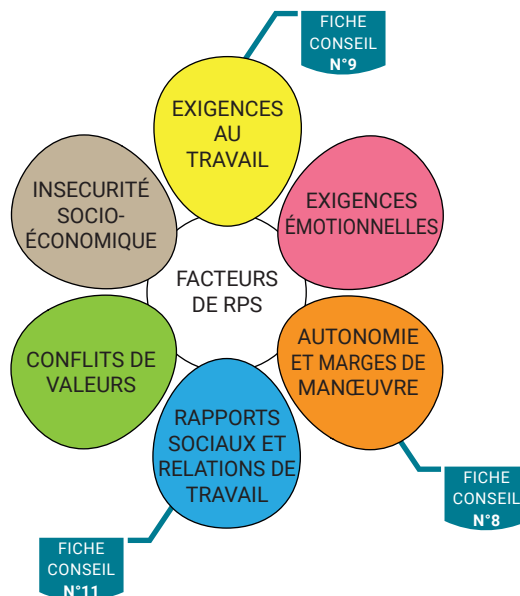 FICHE
CONSEIL
N°9
EXIGENCES
AU
TRAVAIL
INSECURITÉ
SOCIO-
ÉCONOMIQUE
EXIGENCES
ÉMOTIONNELLES
FACTEURS
DE RPS
CONFLITS DE
VALEURS
AUTONOMIE
ET MARGES DE
MANŒUVRE
RAPPORTS
SOCIAUX ET
RELATIONS DE
TRAVAIL
FICHE
CONSEIL
N°8
FICHE
CONSEIL
N°11